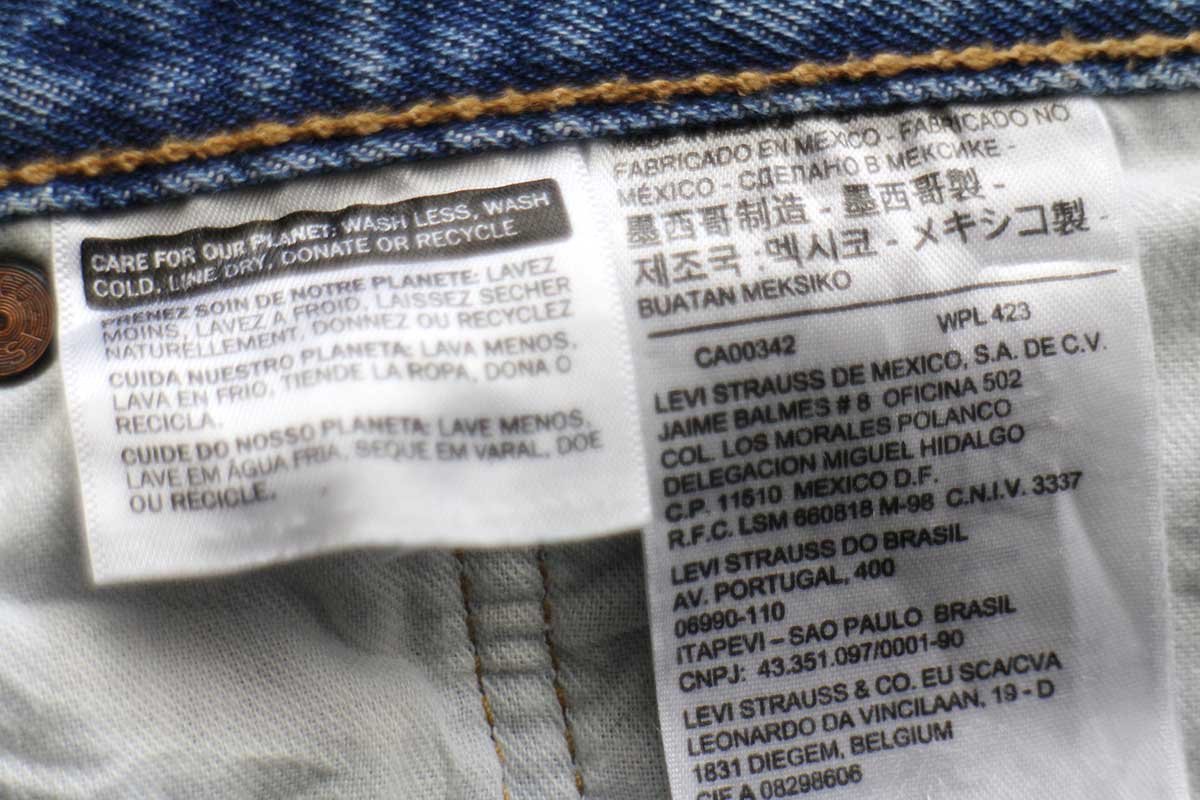 CARE FOR OUR PLANET: WASH LESS, WASH
COLD, LINE DRY, DONATE OR RECYCLE
PRENEZ SOIN DE NOTRE PLANETE: LAVEZ
MOINS, LAVEZ A FROID, LAISSEZ SECHER
NATURELLEMENT, DONNEZ OU RECYCLEZ
CUIDA NUESTRO PLANETA: LAVA MENOS,
LAVA EN FRIO, TIENDE LA ROPA, DONA O
RECICLA.
CUIDE DO NOSSO PLANETA: LAVE MENOS,
LAVE EM ÁGUA FRIA, SEQUE EM VARAL, DOE
OU RECICLE.
FABRICADO EN MEXICO - FABRICADO NO
MÉXICO - СДЕЛАНО В МЕКСИКЕ -
墨西哥制造 - 墨西哥製 -
제조국 : 멕시코 - メキシコ製 -
BUATAN MEKSIKO
CA00342 WPL 423
LEVI STRAUSS DE MEXICO, S.A. DE C.V.
JAIME BALMES # 8 OFICINA 502
COL. LOS MORALES POLANCO
DELEGACION MIGUEL HIDALGO
C.P. 11510 MEXICO D.F.
R.F.C. LSM 660818 M-98 C.N.I.V. 3337
LEVI STRAUSS DO BRASIL
AV. PORTUGAL, 400
06990-110
ITAPEVI – SAO PAULO BRASIL
CNPJ: 43.351.097/0001-90
LEVI STRAUSS & CO. EU SCA/CVA
LEONARDO DA VINCILAAN, 19 - D
1831 DIEGEM, BELGIUM
CIF A 08298606